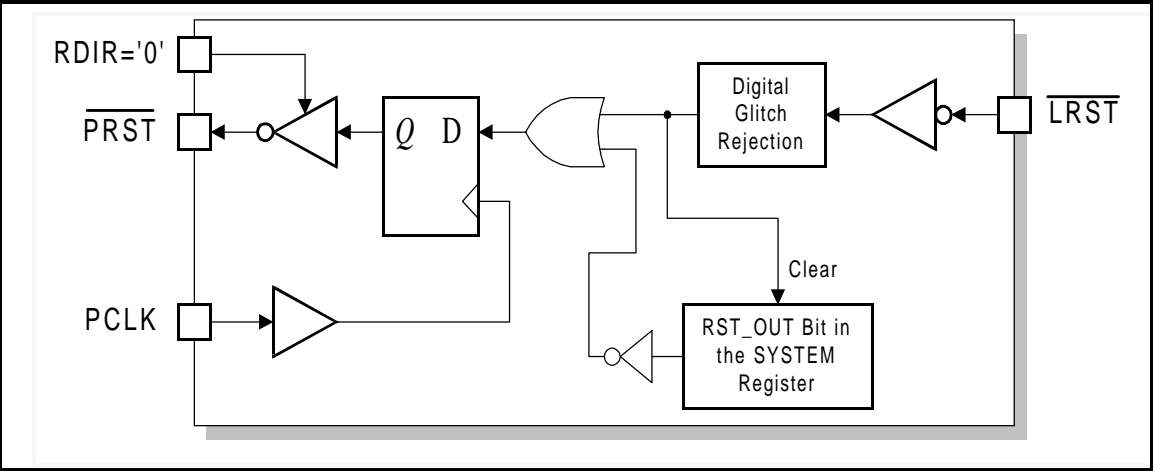 RDIR='0'
PRST
PCLK
Q D
Digital
Glitch
Rejection
LRST
Clear
RST_OUT Bit in
the SYSTEM
Register